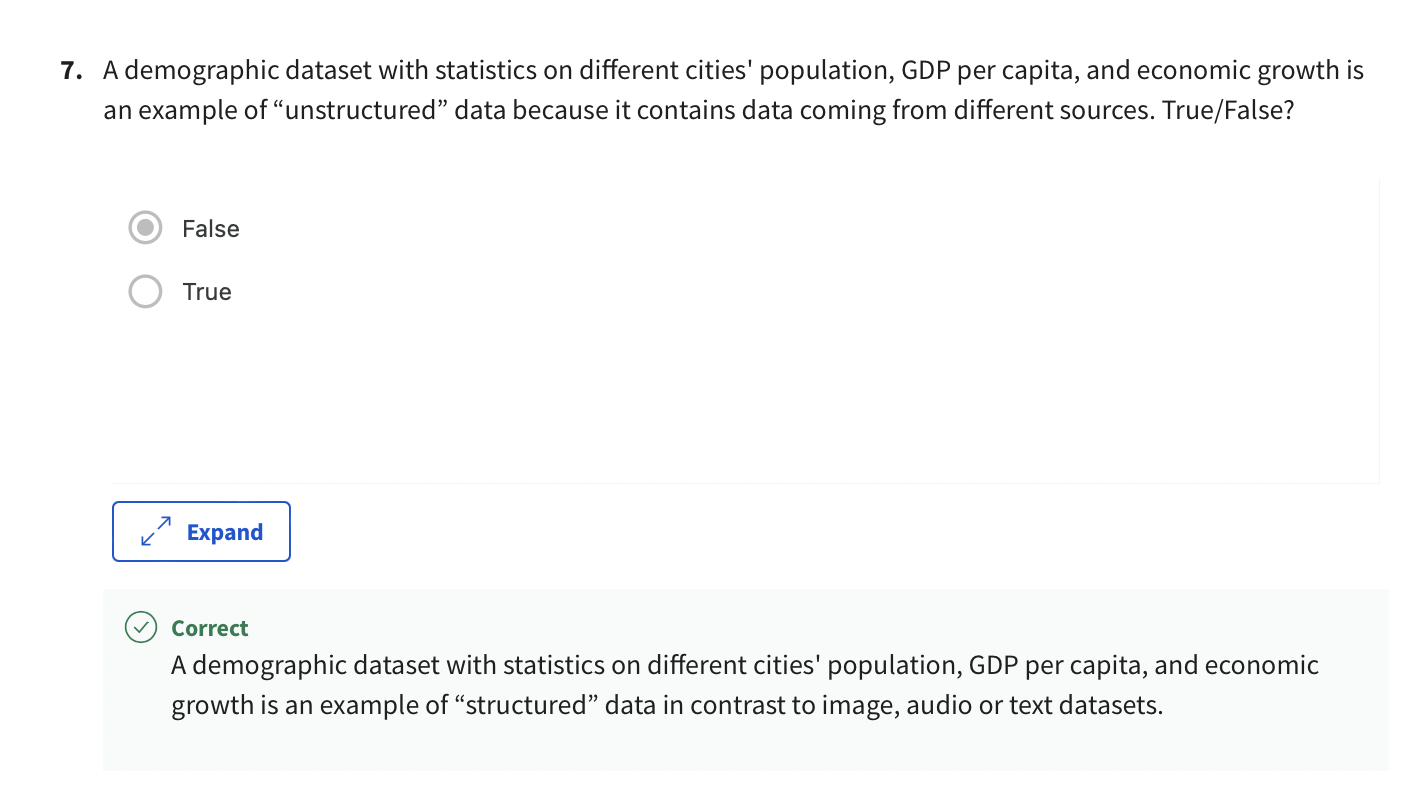 7. A demographic dataset with statistics on different cities' population, GDP per capita, and economic growth is
an example of “unstructured” data because it contains data coming from different sources. True/False?
False
True
Expand
Correct
A demographic dataset with statistics on different cities' population, GDP per capita, and economic
growth is an example of “structured” data in contrast to image, audio or text datasets.